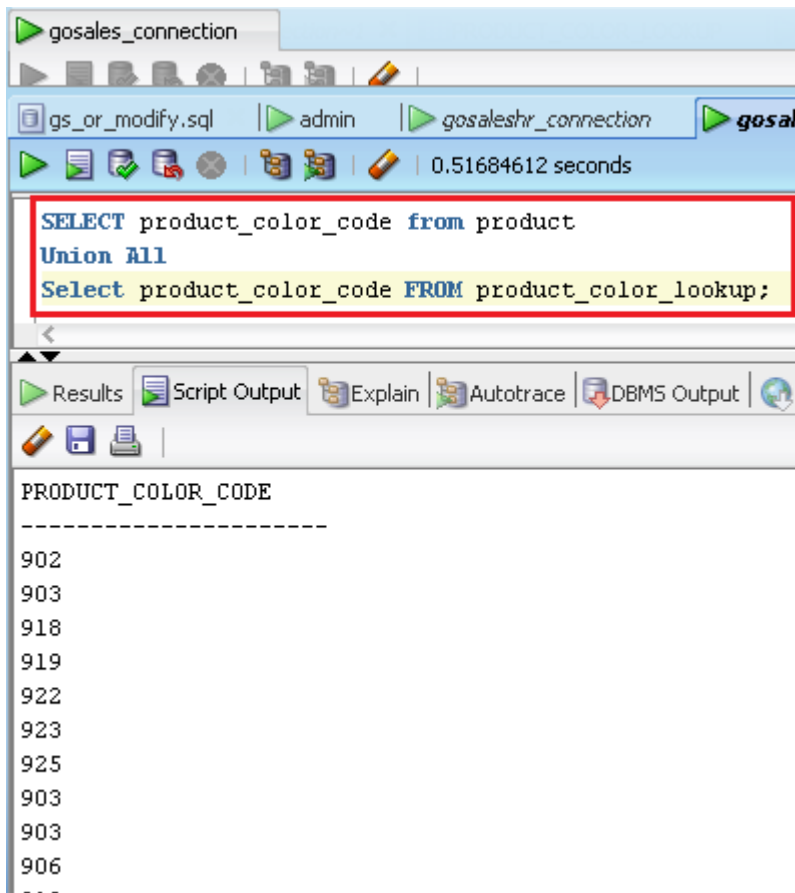 gosales_connection
gs_or_modify.sql admin gosaleshr_connection gosal
0.51684612 seconds
SELECT product_color_code from product
Union All
Select product_color_code FROM product_color_lookup;
Results Script Output Explain Autotrace DBMS Output
PRODUCT_COLOR_CODE
----------------------
902
903
918
919
922
923
925
903
903
906